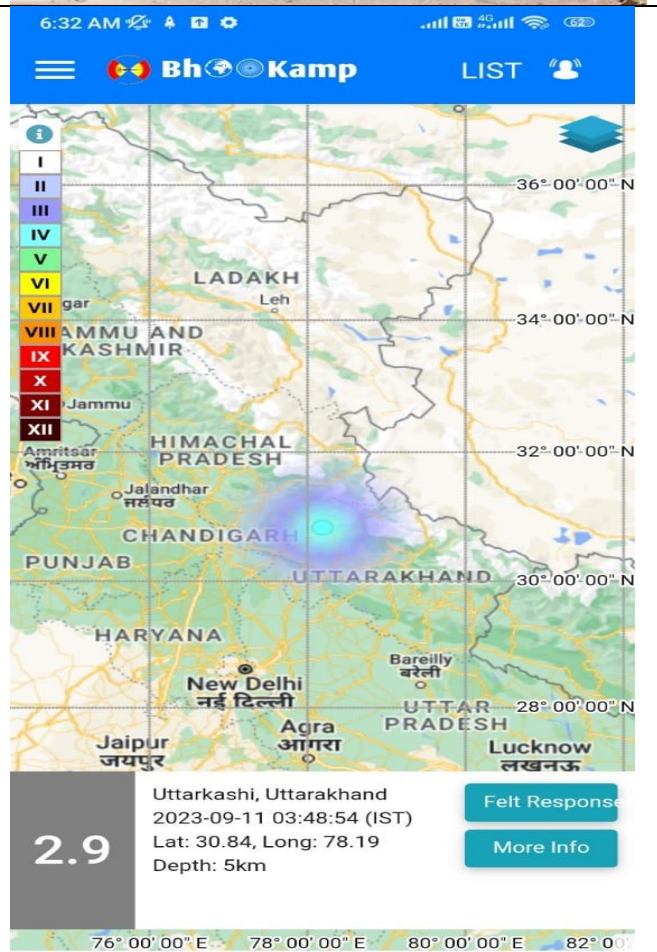 6:32 AM
4G
62
Bh Kamp
LIST
I
II
III
IV
V
VI
VII
VIII
IX
X
XI
XII
36° 00' 00" N
LADAKH
Leh
gar
34° 00' 00" N
AMMU AND
KASHMIR
Jammu
Amritsar
ਅੰਮ੍ਰਿਤਸਰ
HIMACHAL
PRADESH
32° 00' 00" N
Jalandhar
ਜਲੰਧਰ
CHANDIGARH
PUNJAB
UTTARAKHAND
30° 00' 00" N
HARYANA
Bareilly
बरेली
New Delhi
नई दिल्ली
UTTAR
PRADESH
28° 00' 00" N
Agra
आगरा
Jaipur
जयपुर
Lucknow
लखनऊ
2.9
Uttarkashi, Uttarakhand
2023-09-11 03:48:54 (IST)
Lat: 30.84, Long: 78.19
Depth: 5km
Felt Response
More Info
76° 00' 00" E 78° 00' 00" E 80° 00' 00" E 82° 00'